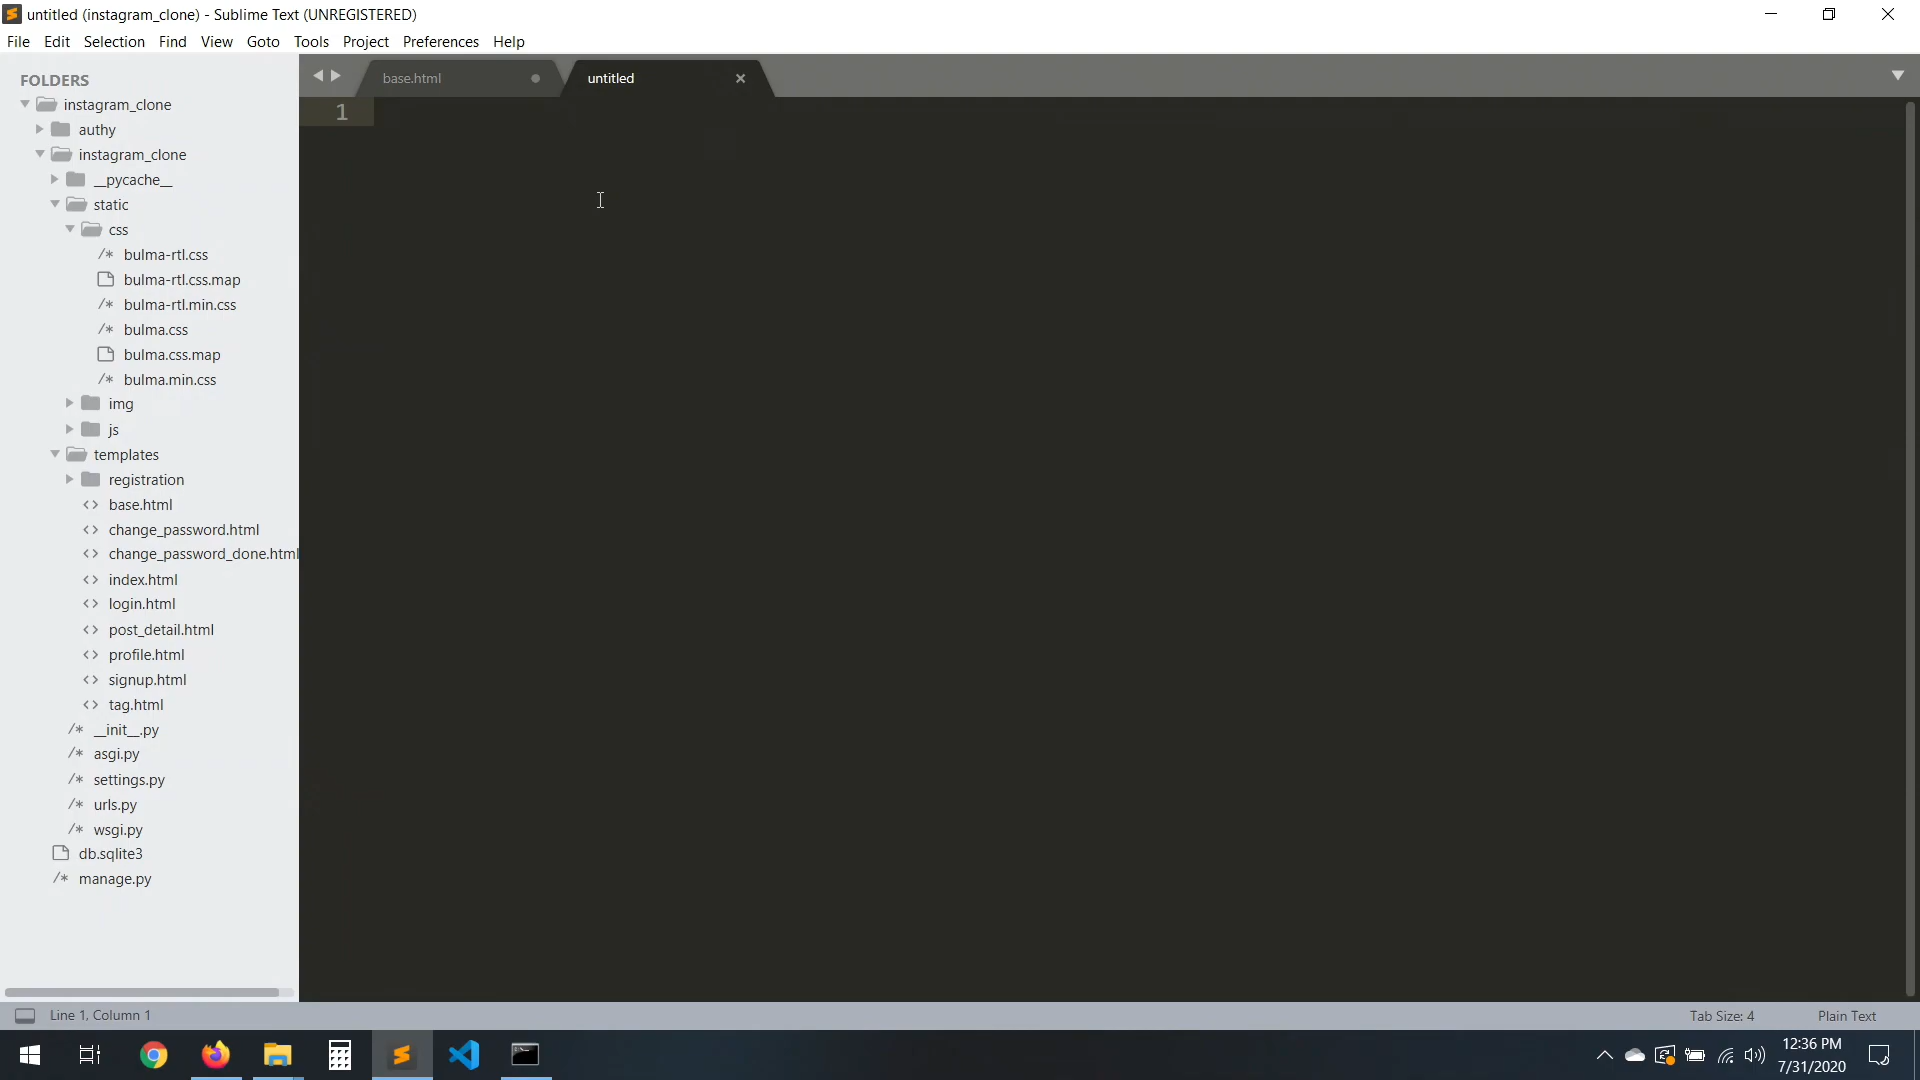 untitled (instagram_clone) - Sublime Text (UNREGISTERED)
File Edit Selection Find View Goto Tools Project Preferences Help
FOLDERS
instagram_clone
authy
instagram_clone
__pycache__
static
css
/* bulma-rtl.css
bulma-rtl.css.map
/* bulma-rtl.min.css
/* bulma.css
bulma.css.map
/* bulma.min.css
img
js
templates
registration
<> base.html
<> change_password.html
<> change_password_done.html
<> index.html
<> login.html
<> post_detail.html
<> profile.html
<> signup.html
<> tag.html
/* __init__.py
/* asgi.py
/* settings.py
/* urls.py
/* wsgi.py
db.sqlite3
/* manage.py
base.html untitled
1
Line 1, Column 1 Tab Size: 4 Plain Text
12:36 PM
7/31/2020